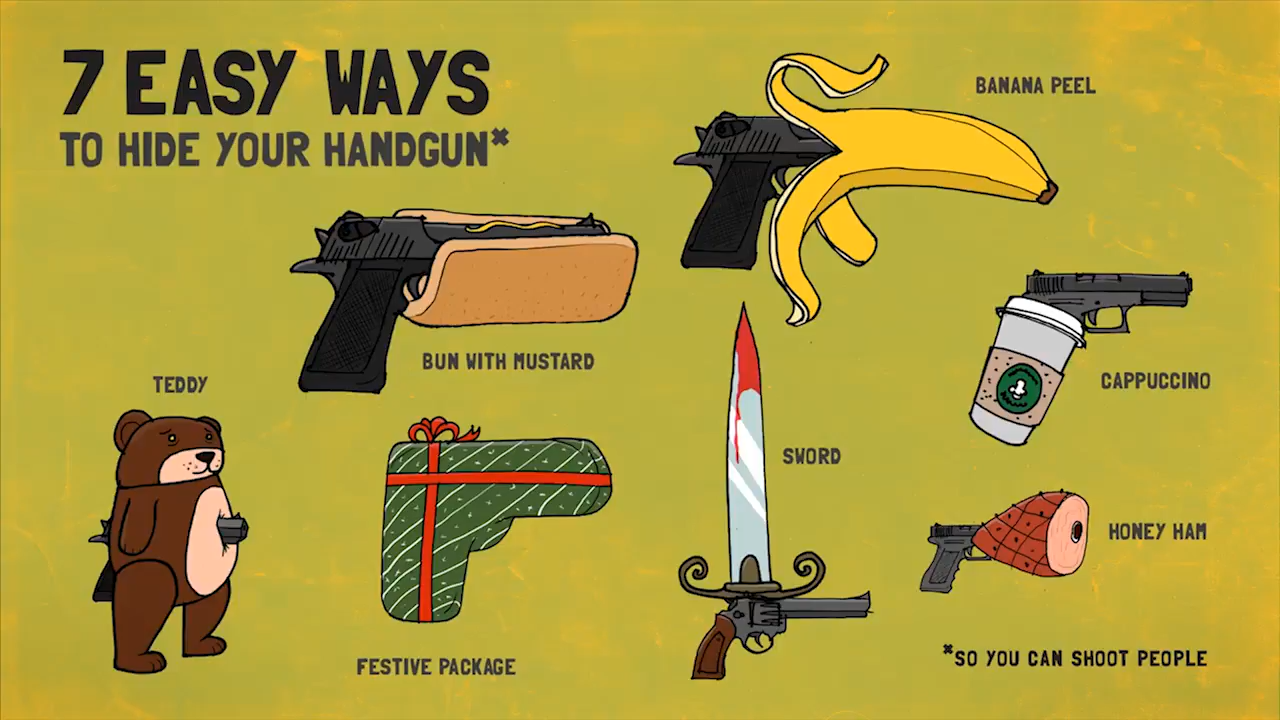 7 EASY WAYS
TO HIDE YOUR HANDGUN*
BANANA PEEL
BUN WITH MUSTARD
CAPPUCCINO
TEDDY
SWORD
HONEY HAM
FESTIVE PACKAGE
*SO YOU CAN SHOOT PEOPLE